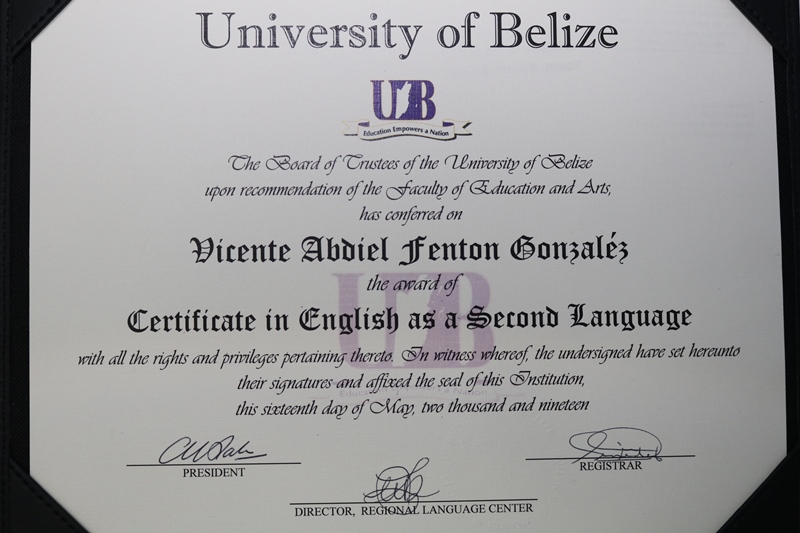 University of Belize
UB
Education Empowers a Nation
The Board of Trustees of the University of Belize
upon recommendation of the Faculty of Education and Arts,
has conferred on
Vicente Abdiel Fenton Gonzaléz
the award of
Certificate in English as a Second Language
with all the rights and privileges pertaining thereto. In witness whereof, the undersigned have set hereunto
their signatures and affixed the seal of this Institution,
this sixteenth day of May, two thousand and nineteen
PRESIDENT
REGISTRAR
DIRECTOR, REGIONAL LANGUAGE CENTER